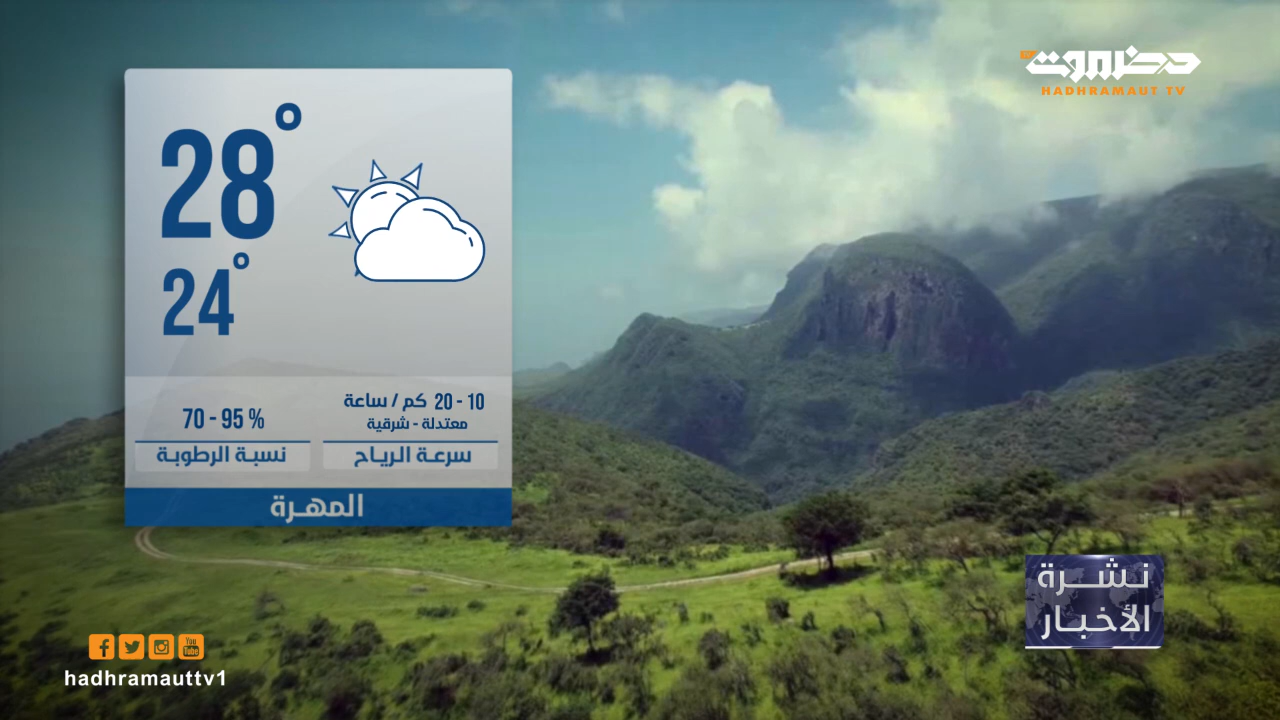 حضرموت
HADHRAMAUT TV
28°
24°
10 - 20 كم / ساعة
معتدلة - شرقية
سرعة الرياح
70 - 95 %
نسبة الرطوبة
المهرة
نشرة
الأخبار
hadhramauttv1